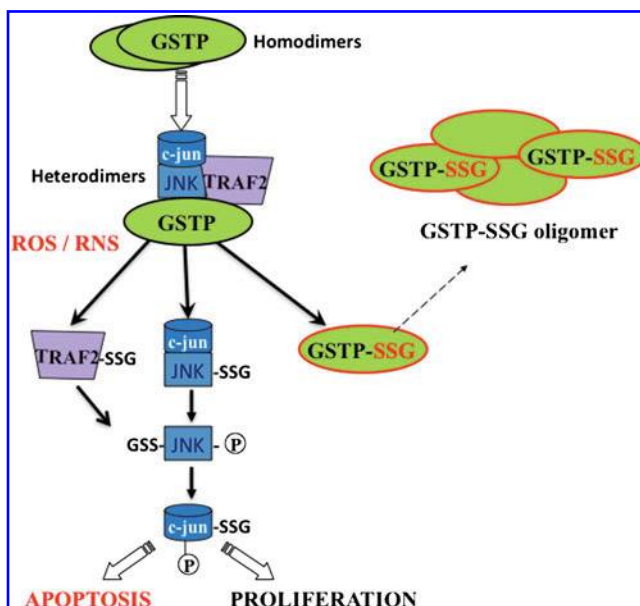 GSTP
Homodimers
c-jun
Heterodimers
JNK
TRAF2
GSTP
ROS / RNS
GSTP-SSG
GSTP-SSG
GSTP-SSG oligomer
TRAF2-SSG
c-jun
JNK-SSG
GSTP-SSG
GSS-JNK- P
c-jun-SSG
P
APOPTOSIS
PROLIFERATION